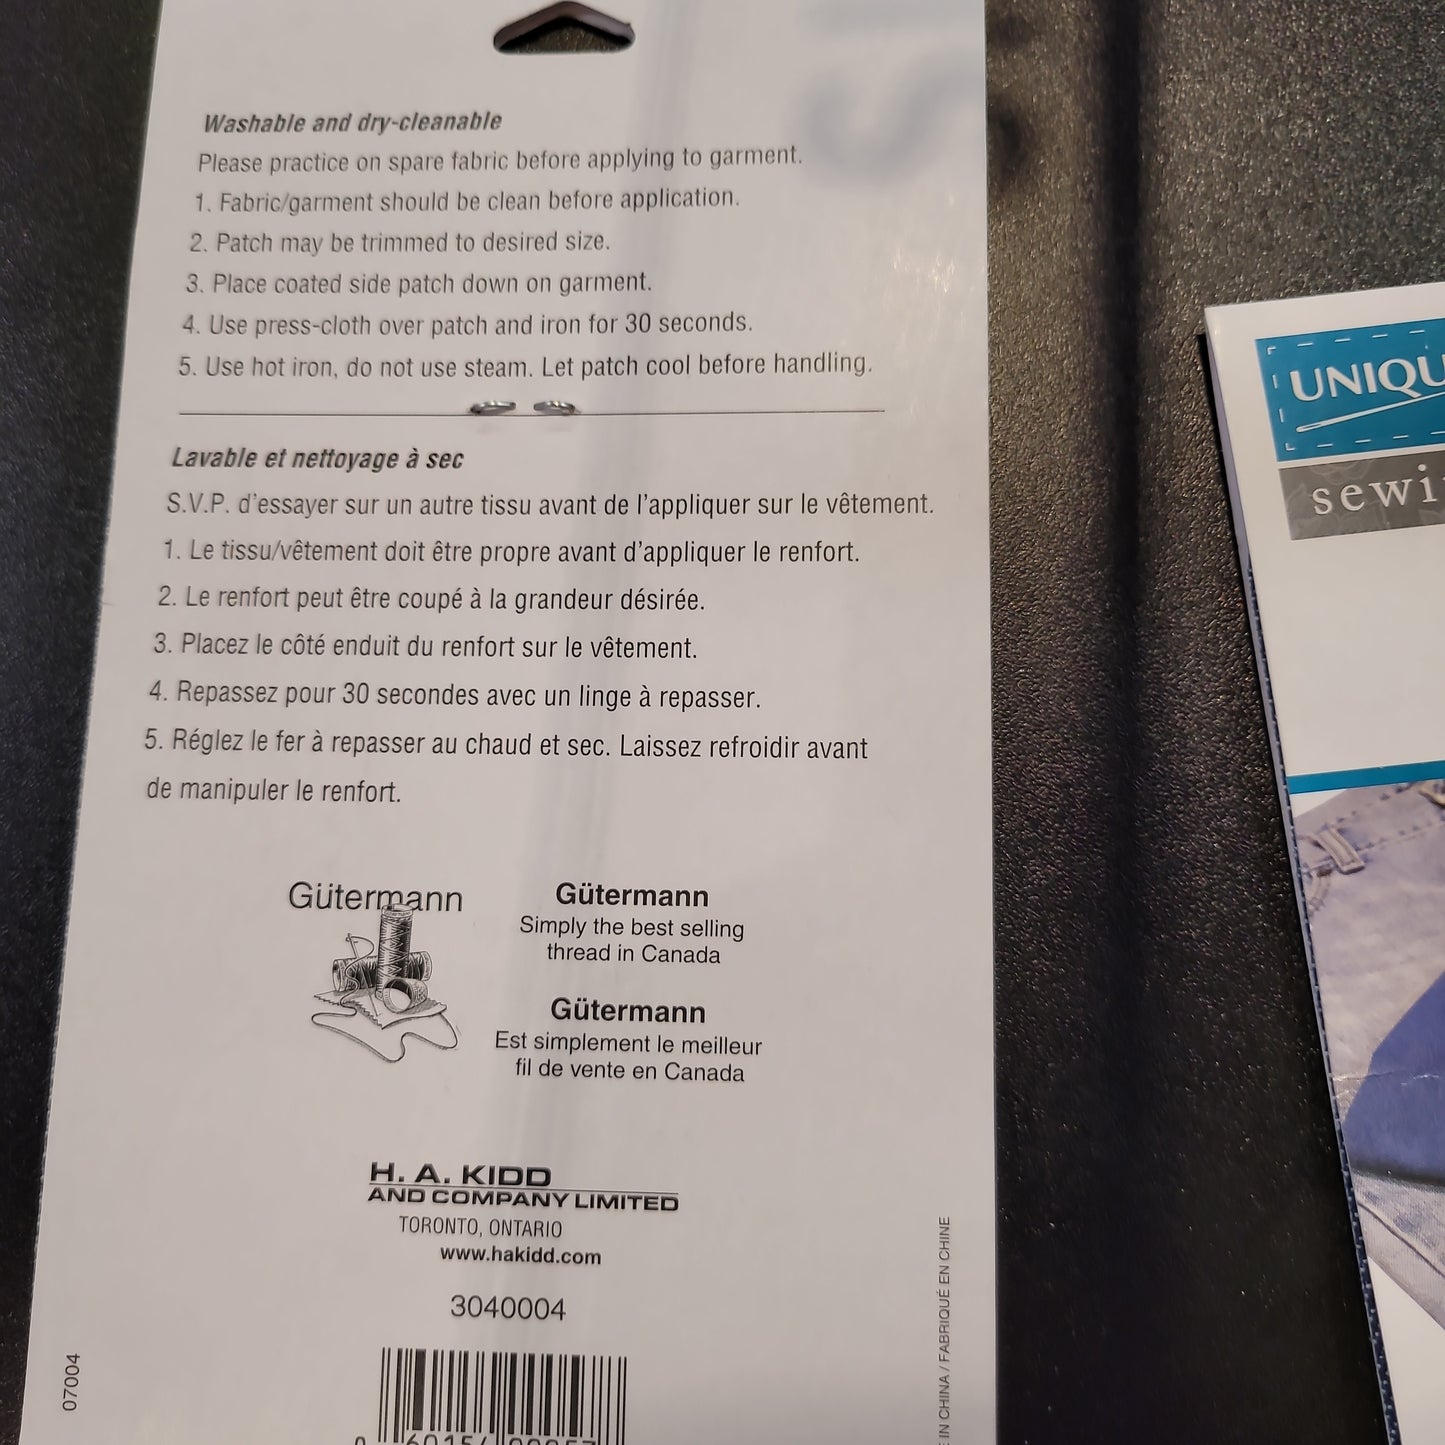 Washable and dry-cleanable
Please practice on spare fabric before applying to garment.
1. Fabric/garment should be clean before application.
2. Patch may be trimmed to desired size.
3. Place coated side patch down on garment.
4. Use press-cloth over patch and iron for 30 seconds.
5. Use hot iron, do not use steam. Let patch cool before handling.
Lavable et nettoyage à sec
S.V.P. d'essayer sur un autre tissu avant de l'appliquer sur le vêtement.
1. Le tissu/vêtement doit être propre avant d'appliquer le renfort.
2. Le renfort peut être coupé à la grandeur désirée.
3. Placez le côté enduit du renfort sur le vêtement.
4. Repassez pour 30 secondes avec un linge à repasser.
5. Réglez le fer à repasser au chaud et sec. Laissez refroidir avant
de manipuler le renfort.
Gütermann
Gütermann
Simply the best selling
thread in Canada
Gütermann
Est simplement le meilleur
fil de vente en Canada
H. A. KIDD
AND COMPANY LIMITED
TORONTO, ONTARIO
www.hakidd.com
3040004
07004
IN CHINA / FABRIQUÉ EN CHINE
UNIQU
sewi